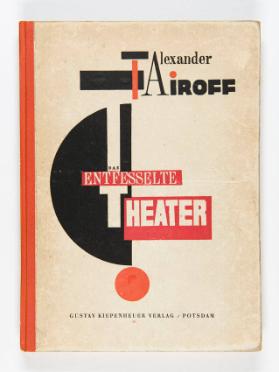 Alexander
TAIROFF
DAS
ENTFESSELTE
THEATER
GUSTAV KIEPENHEUER VERLAG / POTSDAM